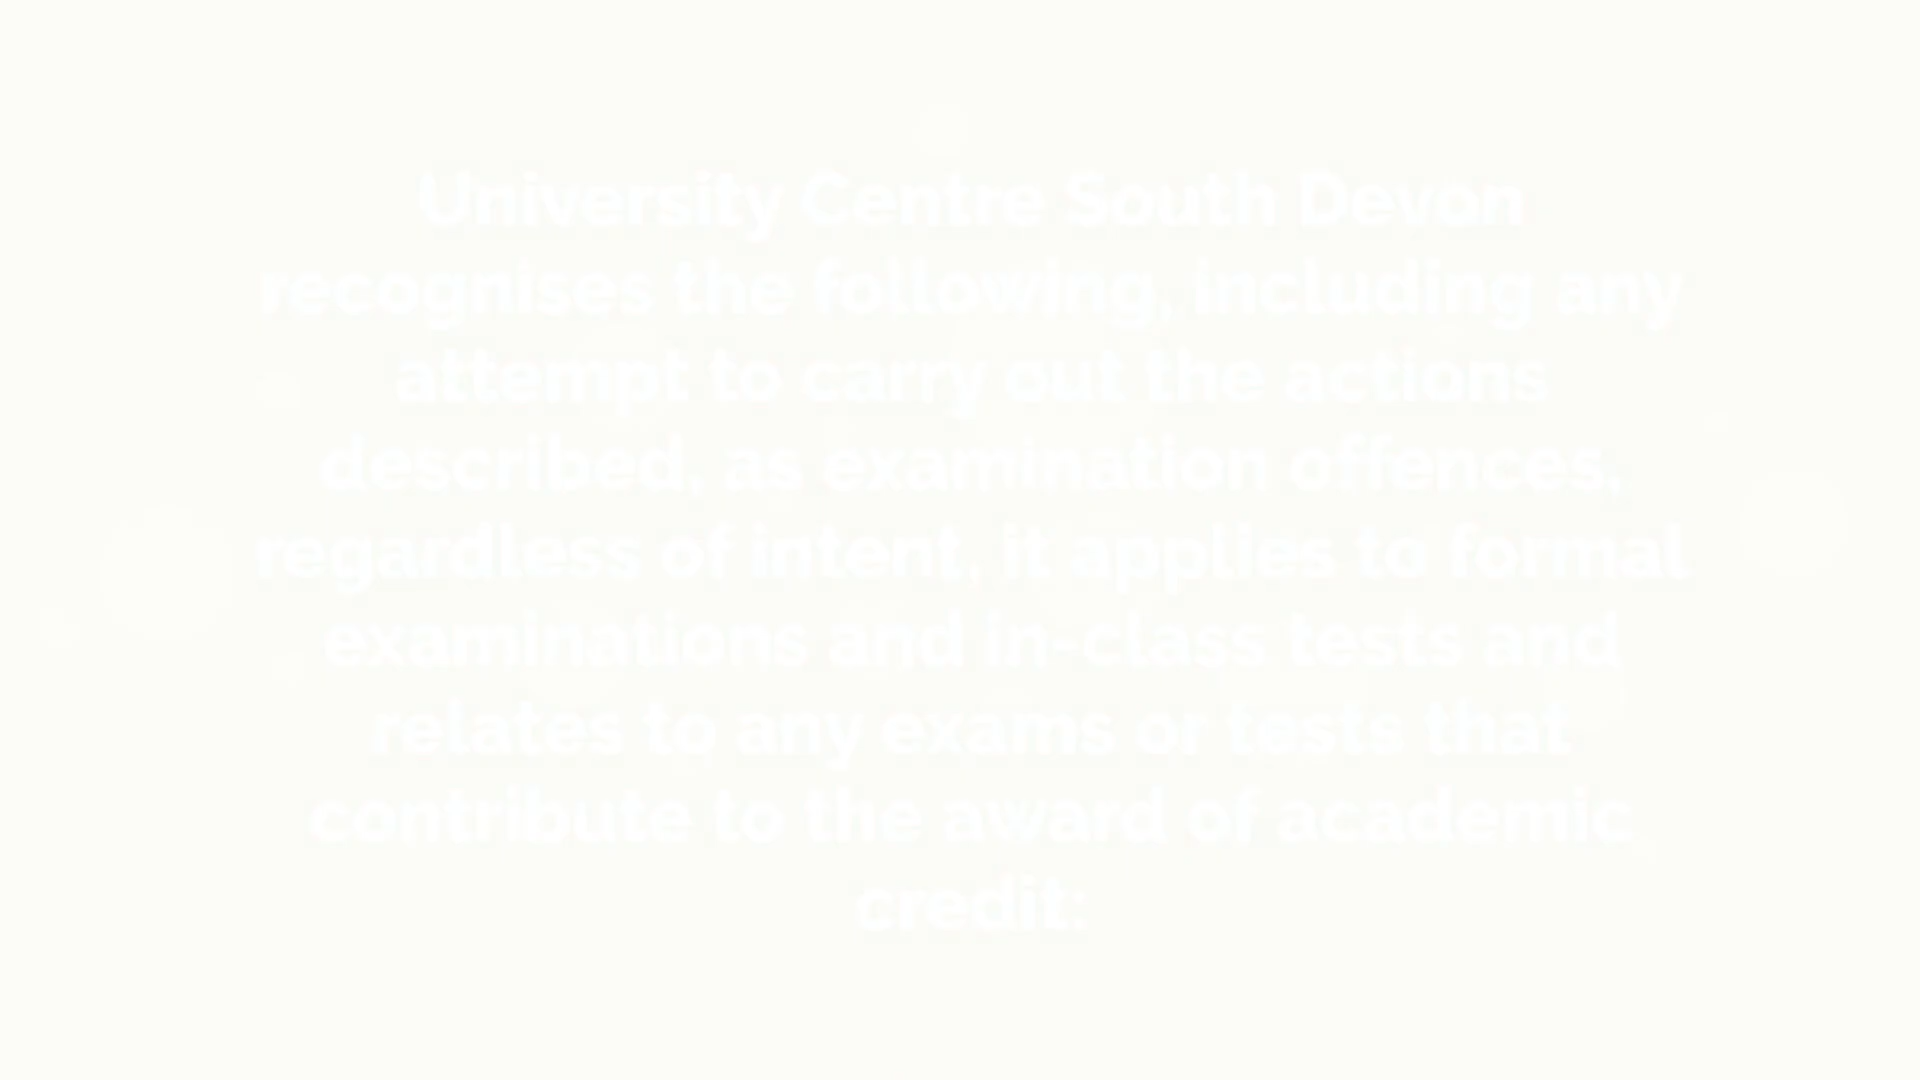 University Centre South Devon
recognises the following, including any
attempt to carry out the actions
described, as examination offences,
regardless of intent, it applies to formal
examinations and in-class tests and
relates to any exams or tests that
contribute to the award of academic
credit: